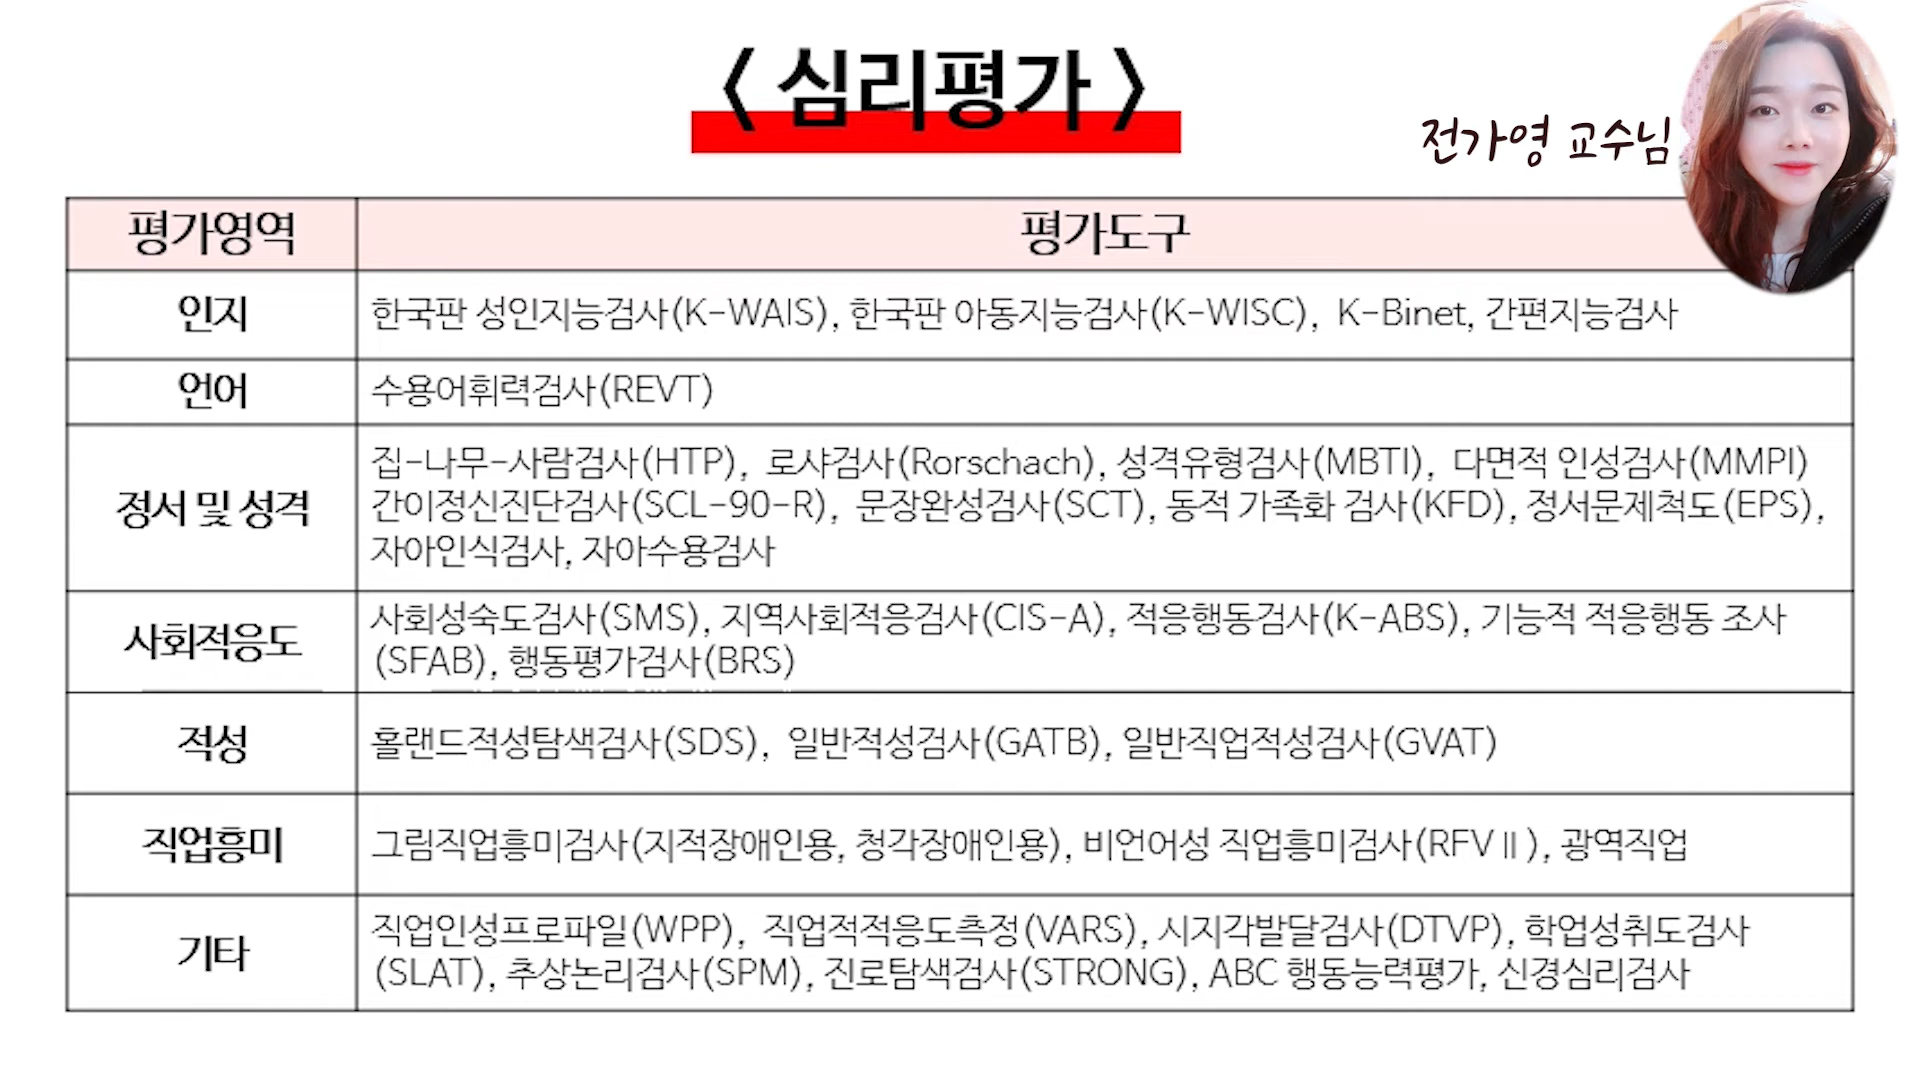 < 심리평가 >
전가영 교수님
평가영역 평가도구
인지 한국판 성인지능검사(K-WAIS), 한국판 아동지능검사(K-WISC), K-Binet, 간편지능검사
언어 수용어휘력검사(REVT)
정서 및 성격
집-나무-사람검사(HTP), 로샤검사(Rorschach), 성격유형검사(MBTI), 다면적 인성검사(MMPI)
간이정신진단검사(SCL-90-R), 문장완성검사(SCT), 동적 가족화 검사(KFD), 정서문제척도(EPS),
자아인식검사, 자아수용검사
사회적응도
사회성숙도검사(SMS), 지역사회적응검사(CIS-A), 적응행동검사(K-ABS), 기능적 적응행동 조사
(SFAB), 행동평가검사(BRS)
적성 홀랜드적성탐색검사(SDS), 일반적성검사(GATB), 일반직업적성검사(GVAT)
직업흥미 그림직업흥미검사(지적장애인용, 청각장애인용), 비언어성 직업흥미검사(RFVⅡ), 광역직업
기타
직업인성프로파일(WPP), 직업적적응도측정(VARS), 시지각발달검사(DTVP), 학업성취도검사
(SLAT), 추상논리검사(SPM), 진로탐색검사(STRONG), ABC 행동능력평가, 신경심리검사